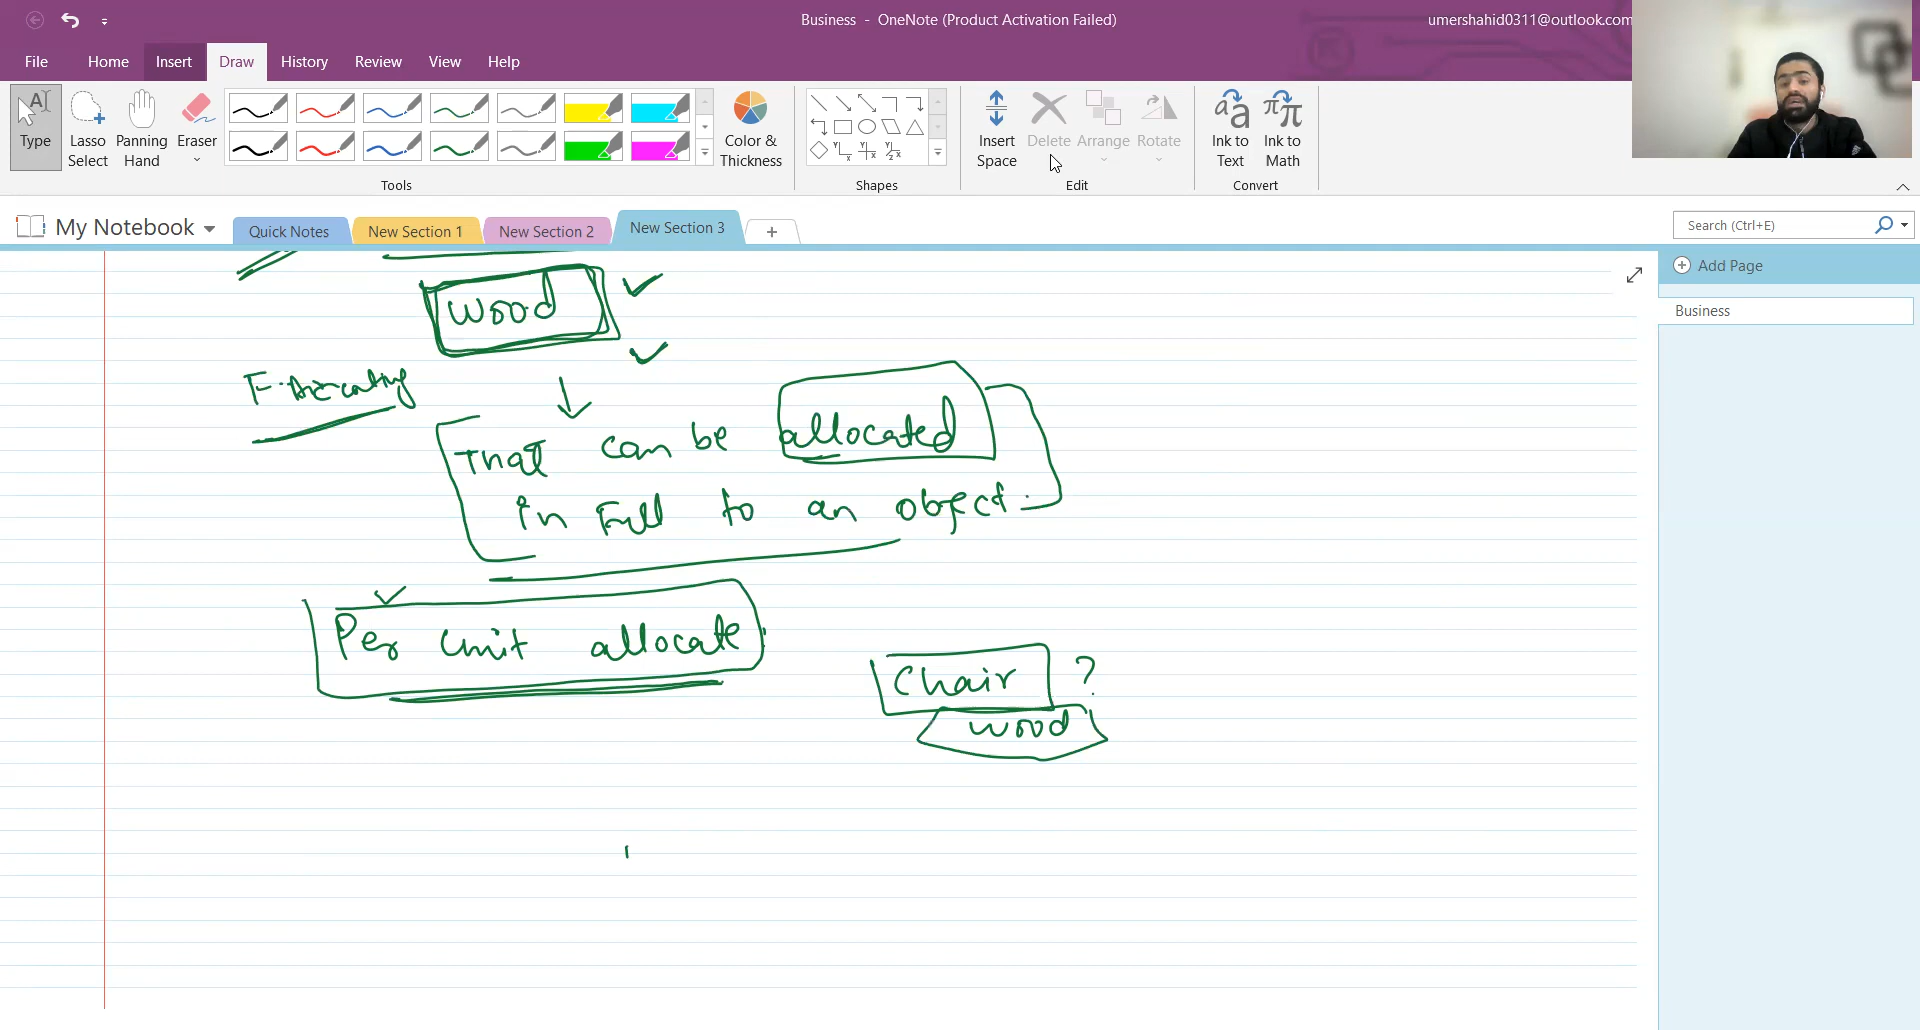 Business - OneNote (Product Activation Failed)
umershahid0311@outlook.com
File Home Insert Draw History Review View Help
Type
Lasso Select
Panning Hand
Eraser
Color & Thickness
Insert Space
Delete
Arrange
Rotate
Ink to Text
Ink to Math
Tools
Shapes
Edit
Convert
My Notebook
Quick Notes
New Section 1
New Section 2
New Section 3
Search (Ctrl+E)
Add Page
Business
wood
That can be allocated
in Full to an object.
Per unit allocate
Chair ?
wood